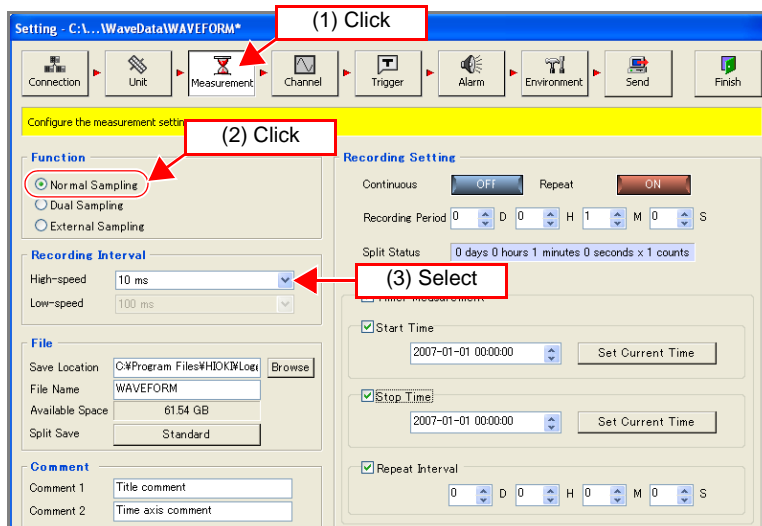 Setting - C:\...\WaveData\WAVEFORM*
(1) Click
Connection
Unit
Measurement
Channel
Trigger
Alarm
Environment
Send
Finish
Configure the measurement settin
(2) Click
Function
Normal Sampling
Dual Sampling
External Sampling
Recording Interval
High-speed 10 ms
Low-speed 100 ms
(3) Select
File
Save Location C:¥Program Files¥HIOKI¥Logg Browse
File Name WAVEFORM
Available Space 61.54 GB
Split Save Standard
Comment
Comment 1 Title comment
Comment 2 Time axis comment
Recording Setting
Continuous OFF Repeat ON
Recording Period 0 D 0 H 1 M 0 S
Split Status 0 days 0 hours 1 minutes 0 seconds x 1 counts
Start Time
2007-01-01 00:00:00 Set Current Time
Stop Time
2007-01-01 00:00:00 Set Current Time
Repeat Interval
0 D 0 H 0 M 0 S